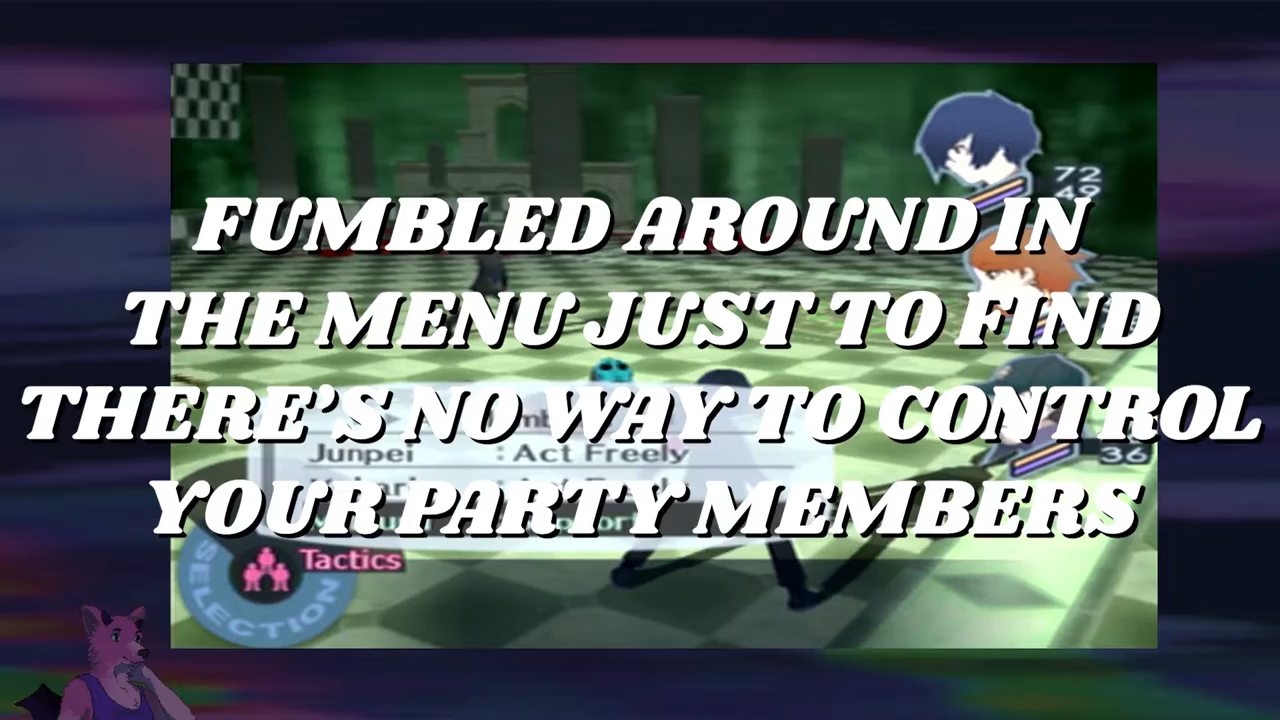 72
49
FUMBLED AROUND IN
THE MENU JUST TO FIND
THERE'S NO WAY TO CONTROL
Junpei : Act Freely
36
YOUR PARTY MEMBERS
Tactics
SELECTION